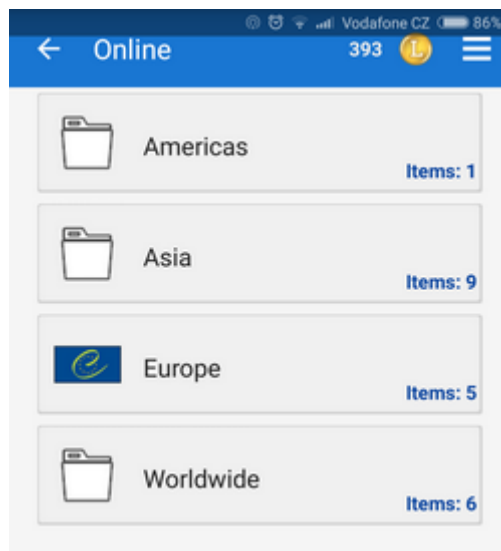 Vodafone CZ 86%
Online 393 L
Americas
Items: 1
Asia
Items: 9
Europe
Items: 5
Worldwide
Items: 6